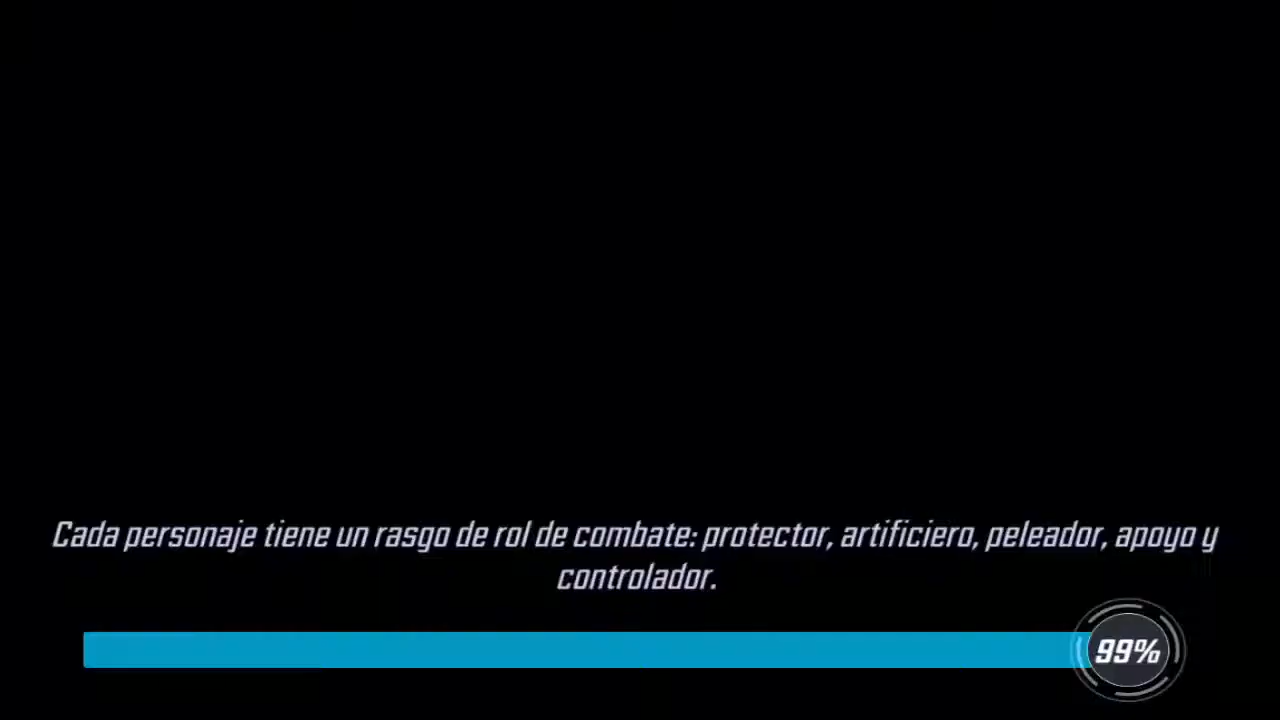 Cada personaje tiene un rasgo de rol de combate: protector, artificiero, peleador, apoyo y
controlador.
99%